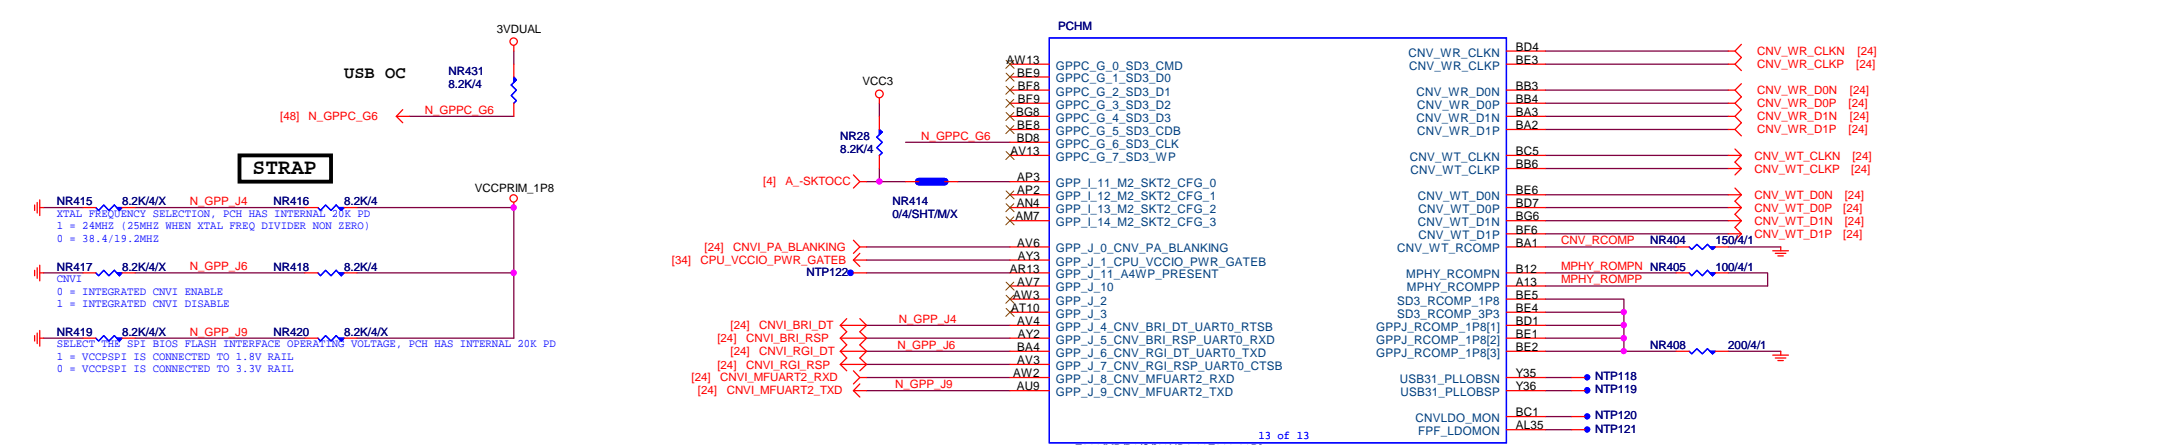 3VDUAL
USB OC
NR431
8.2K/4
[48] N_GPPC_G6
N_GPPC_G6
STRAP
VCCPRIM_1P8
NR415 8.2K/4/X N_GPP_J4 NR416 8.2K/4
XTAL FREQUENCY SELECTION, PCH HAS INTERNAL 20K PD
1 = 24MHZ (25MHZ WHEN XTAL FREQ DIVIDER NON ZERO)
0 = 38.4/19.2MHZ
NR417 8.2K/4/X N_GPP_J6 NR418 8.2K/4
CNVI
0 = INTEGRATED CNVI ENABLE
1 = INTEGRATED CNVI DISABLE
NR419 8.2K/4/X N_GPP_J9 NR420 8.2K/4/X
SELECT THE SPI BIOS FLASH INTERFACE OPERATING VOLTAGE, PCH HAS INTERNAL 20K PD
1 = VCCPSPI IS CONNECTED TO 1.8V RAIL
0 = VCCPSPI IS CONNECTED TO 3.3V RAIL
VCC3
NR28
8.2K/4
N_GPPC_G6
[4] A_-SKTOCC
NR414
0/4/SHT/M/X
[24] CNVI_PA_BLANKING
[34] CPU_VCCIO_PWR_GATEB
NTP122
[24] CNVI_BRI_DT N_GPP_J4
[24] CNVI_BRI_RSP
[24] CNVI_RGI_DT N_GPP_J6
[24] CNVI_RGI_RSP
[24] CNVI_MFUART2_RXD
[24] CNVI_MFUART2_TXD N_GPP_J9
PCHM
AW13 GPPC_G_0_SD3_CMD
BE9 GPPC_G_1_SD3_D0
BF8 GPPC_G_2_SD3_D1
BF9 GPPC_G_3_SD3_D2
BG8 GPPC_G_4_SD3_D3
BE8 GPPC_G_5_SD3_CDB
BD8 GPPC_G_6_SD3_CLK
AV13 GPPC_G_7_SD3_WP
AP3 GPP_I_11_M2_SKT2_CFG_0
AP2 GPP_I_12_M2_SKT2_CFG_1
AN4 GPP_I_13_M2_SKT2_CFG_2
AM7 GPP_I_14_M2_SKT2_CFG_3
AV6 GPP_J_0_CNV_PA_BLANKING
AY3 GPP_J_1_CPU_VCCIO_PWR_GATEB
AR13 GPP_J_11_A4WP_PRESENT
AV7 GPP_J_10
AW3 GPP_J_2
AT10 GPP_J_3
AV4 GPP_J_4_CNV_BRI_DT_UART0_RTSB
AY2 GPP_J_5_CNV_BRI_RSP_UART0_RXD
BA4 GPP_J_6_CNV_RGI_DT_UART0_TXD
AV3 GPP_J_7_CNV_RGI_RSP_UART0_CTSB
AW2 GPP_J_8_CNV_MFUART2_RXD
AU9 GPP_J_9_CNV_MFUART2_TXD
CNV_WR_CLKN BD4 CNV_WR_CLKN [24]
CNV_WR_CLKP BE3 CNV_WR_CLKP [24]
CNV_WR_D0N BB3 CNV_WR_D0N [24]
CNV_WR_D0P BB4 CNV_WR_D0P [24]
CNV_WR_D1N BA3 CNV_WR_D1N [24]
CNV_WR_D1P BA2 CNV_WR_D1P [24]
CNV_WT_CLKN BC5 CNV_WT_CLKN [24]
CNV_WT_CLKP BB6 CNV_WT_CLKP [24]
CNV_WT_D0N BE6 CNV_WT_D0N [24]
CNV_WT_D0P BD7 CNV_WT_D0P [24]
CNV_WT_D1N BG6 CNV_WT_D1N [24]
CNV_WT_D1P BF6 CNV_WT_D1P [24]
CNV_WT_RCOMP BA1 CNV_RCOMP NR404 150/4/1
MPHY_RCOMPN B12 MPHY_ROMPN NR405 100/4/1
MPHY_RCOMPP A13 MPHY_ROMPP
SD3_RCOMP_1P8 BE5
SD3_RCOMP_3P3 BE4
GPPJ_RCOMP_1P8[1] BD1
GPPJ_RCOMP_1P8[2] BE1
GPPJ_RCOMP_1P8[3] BE2 NR408 200/4/1
USB31_PLLOBSN Y35 NTP118
USB31_PLLOBSP Y36 NTP119
CNVLDO_MON BC1 NTP120
FPF_LDOMON AL35 NTP121
13 of 13